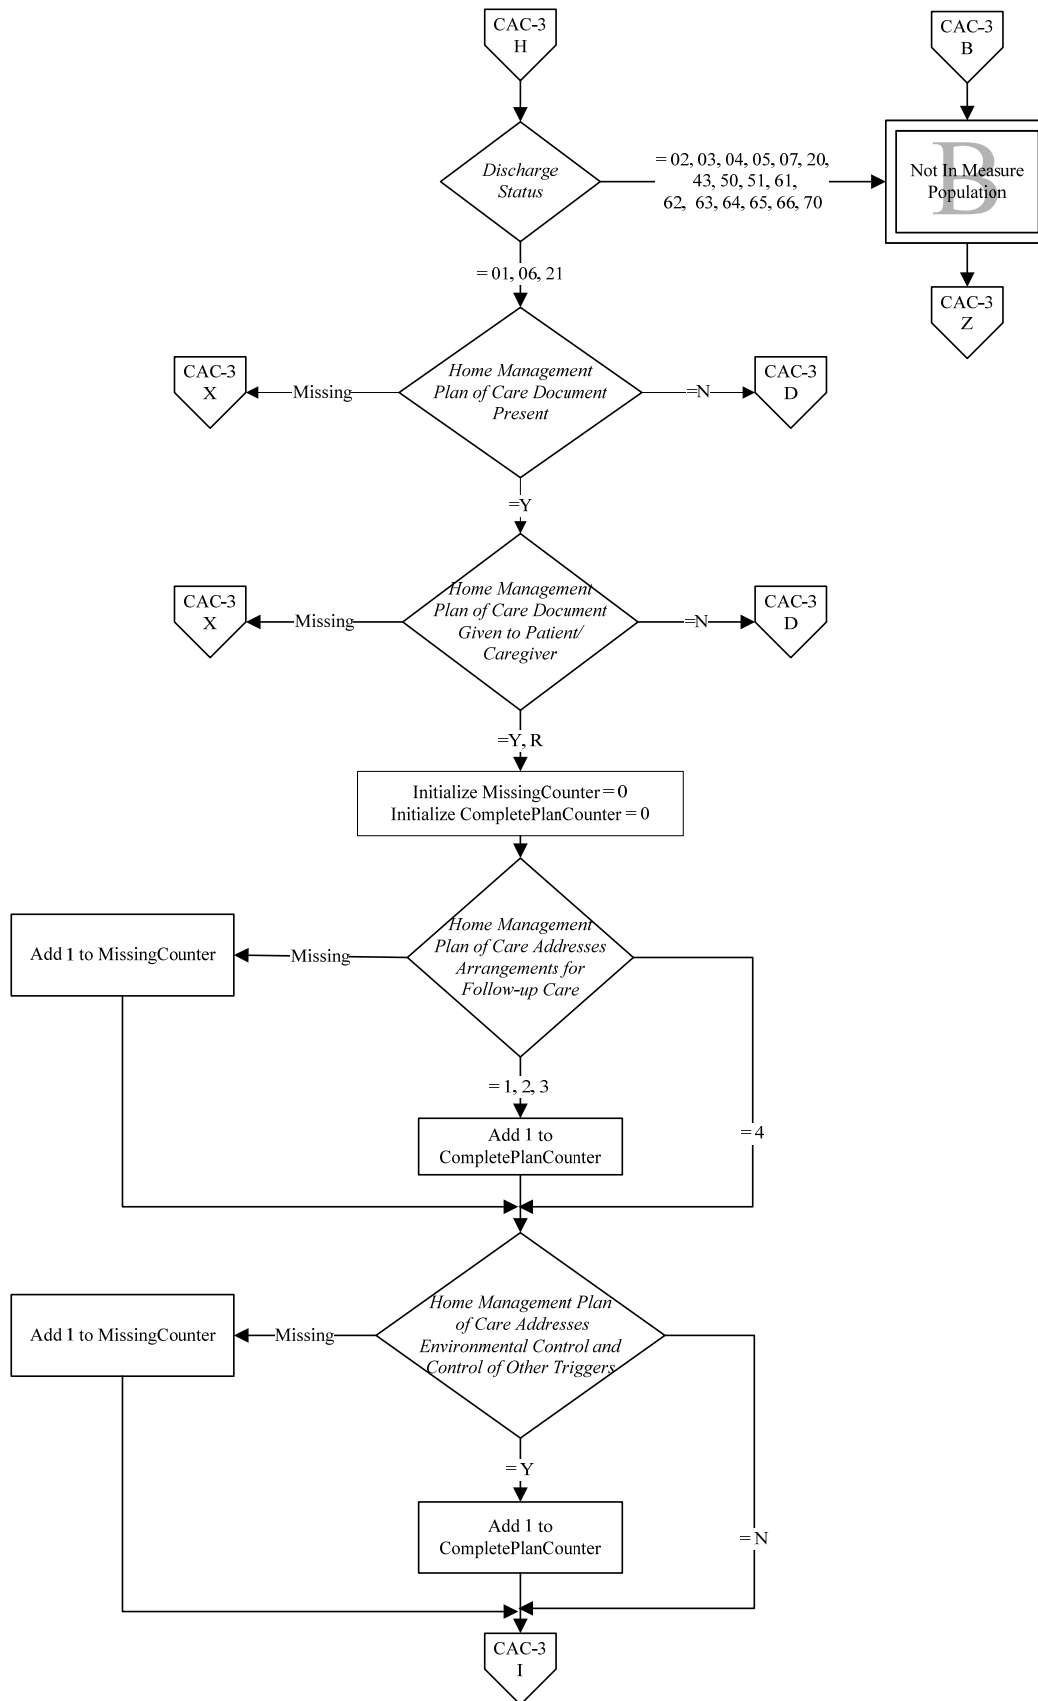 CAC-3
H
CAC-3
B
Discharge
Status
= 02, 03, 04, 05, 07, 20,
43, 50, 51, 61,
62, 63, 64, 65, 66, 70
B
Not In Measure
Population
= 01, 06, 21
CAC-3
Z
CAC-3
X
Missing
Home Management
Plan of Care Document
Present
=N
CAC-3
D
=Y
CAC-3
X
Missing
Home Management
Plan of Care Document
Given to Patient/
Caregiver
=N
CAC-3
D
=Y, R
Initialize MissingCounter = 0
Initialize CompletePlanCounter = 0
Add 1 to MissingCounter
Missing
Home Management
Plan of Care Addresses
Arrangements for
Follow-up Care
= 1, 2, 3
= 4
Add 1 to
CompletePlanCounter
Add 1 to MissingCounter
Missing
Home Management Plan
of Care Addresses
Environmental Control and
Control of Other Triggers
= Y
= N
Add 1 to
CompletePlanCounter
CAC-3
I